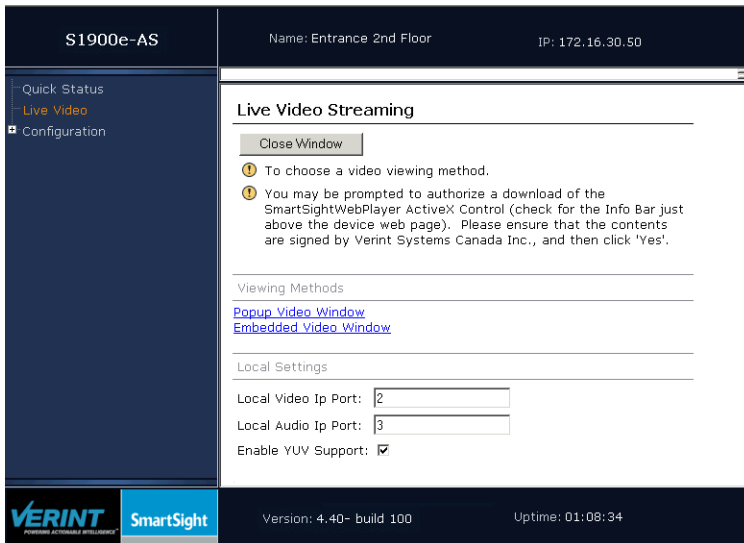 S1900e-AS
Name: Entrance 2nd Floor
IP: 172.16.30.50
Quick Status
Live Video
Configuration
Live Video Streaming
Close Window
To choose a video viewing method.
You may be prompted to authorize a download of the
SmartSightWebPlayer ActiveX Control (check for the Info Bar just
above the device web page). Please ensure that the contents
are signed by Verint Systems Canada Inc., and then click 'Yes'.
Viewing Methods
Popup Video Window
Embedded Video Window
Local Settings
Local Video Ip Port: 2
Local Audio Ip Port: 3
Enable YUV Support:
VERINT
POWERING ACTIONABLE INTELLIGENCE™
SmartSight
Version: 4.40- build 100
Uptime: 01:08:34